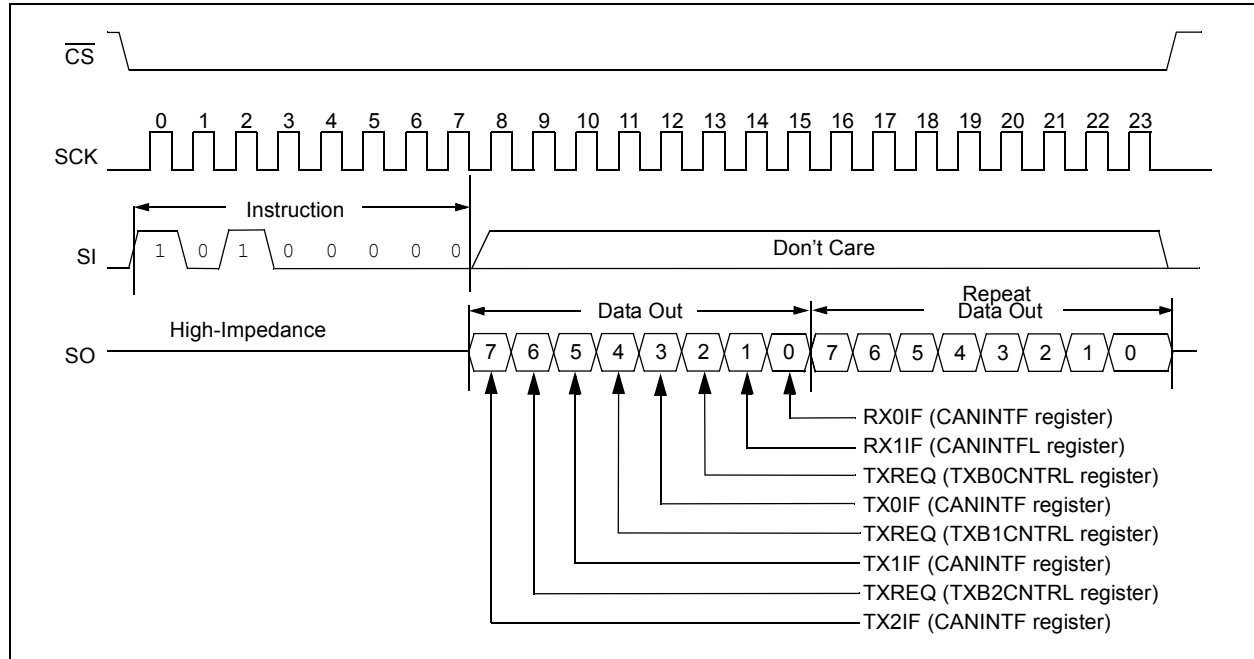 CS
0 1 2 3 4 5 6 7 8 9 10 11 12 13 14 15 16 17 18 19 20 21 22 23
SCK
Instruction
SI
1 0 1 0 0 0 0 0
Don't Care
Repeat
Data Out
Data Out
High-Impedance
SO
7 6 5 4 3 2 1 0 7 6 5 4 3 2 1 0
RX0IF (CANINTF register)
RX1IF (CANINTFL register)
TXREQ (TXB0CNTRL register)
TX0IF (CANINTF register)
TXREQ (TXB1CNTRL register)
TX1IF (CANINTF register)
TXREQ (TXB2CNTRL register)
TX2IF (CANINTF register)